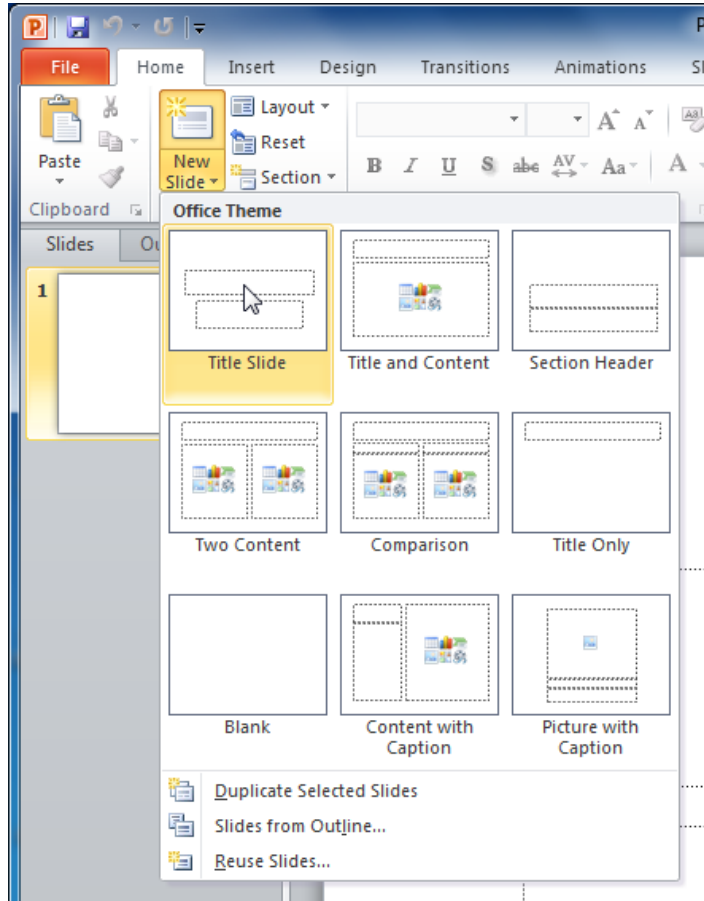 P
File Home Insert Design Transitions Animations Sl
Paste
New
Slide
Layout
Reset
Section
B I U S abc AV Aa A
Clipboard
Office Theme
Slides Ou
1
Title Slide Title and Content Section Header
Two Content Comparison Title Only
Blank Content with
Caption Picture with
Caption
Duplicate Selected Slides
Slides from Outline...
Reuse Slides...